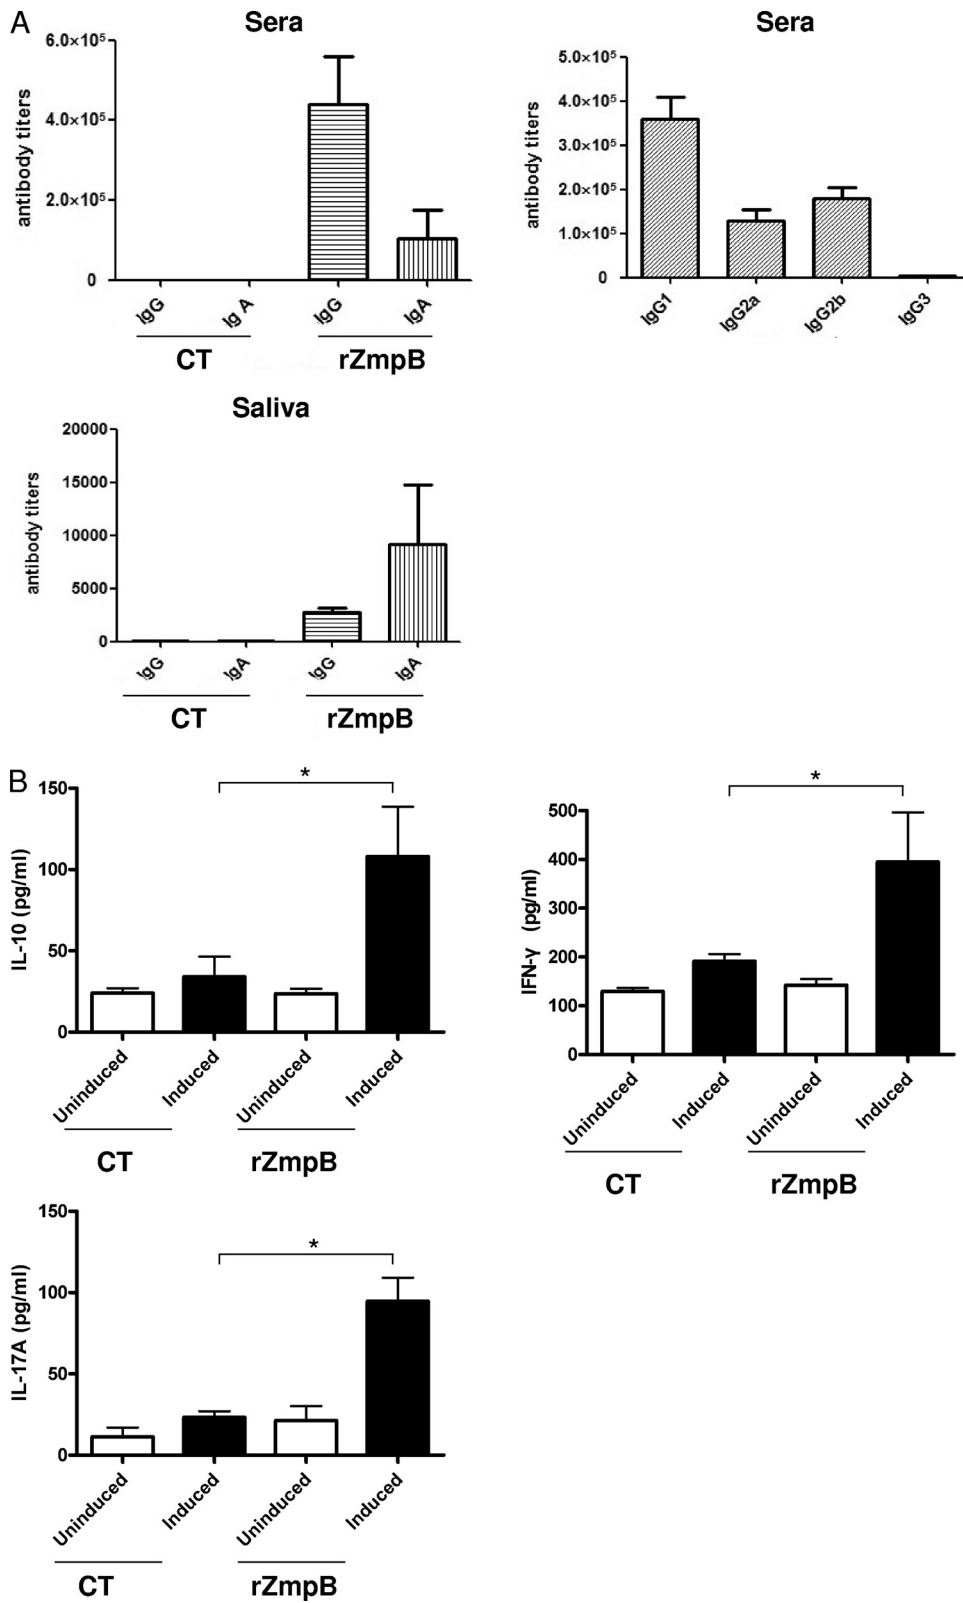 A
Sera
antibody titers
6.0×10⁵
4.0×10⁵
2.0×10⁵
0
IgG
Ig A
IgG
IgA
CT
rZmpB
Sera
antibody titers
5.0×10⁵
4.0×10⁵
3.0×10⁵
2.0×10⁵
1.0×10⁵
0
IgG1
IgG2a
IgG2b
IgG3
Saliva
antibody titers
20000
15000
10000
5000
0
IgG
IgA
IgG
IgA
CT
rZmpB
B
IL-10 (pg/ml)
150
100
50
0
*
Uninduced
Induced
Uninduced
Induced
CT
rZmpB
IFN-γ (pg/ml)
500
400
300
200
100
0
*
Uninduced
Induced
Uninduced
Induced
CT
rZmpB
IL-17A (pg/ml)
150
100
50
0
*
Uninduced
Induced
Uninduced
Induced
CT
rZmpB